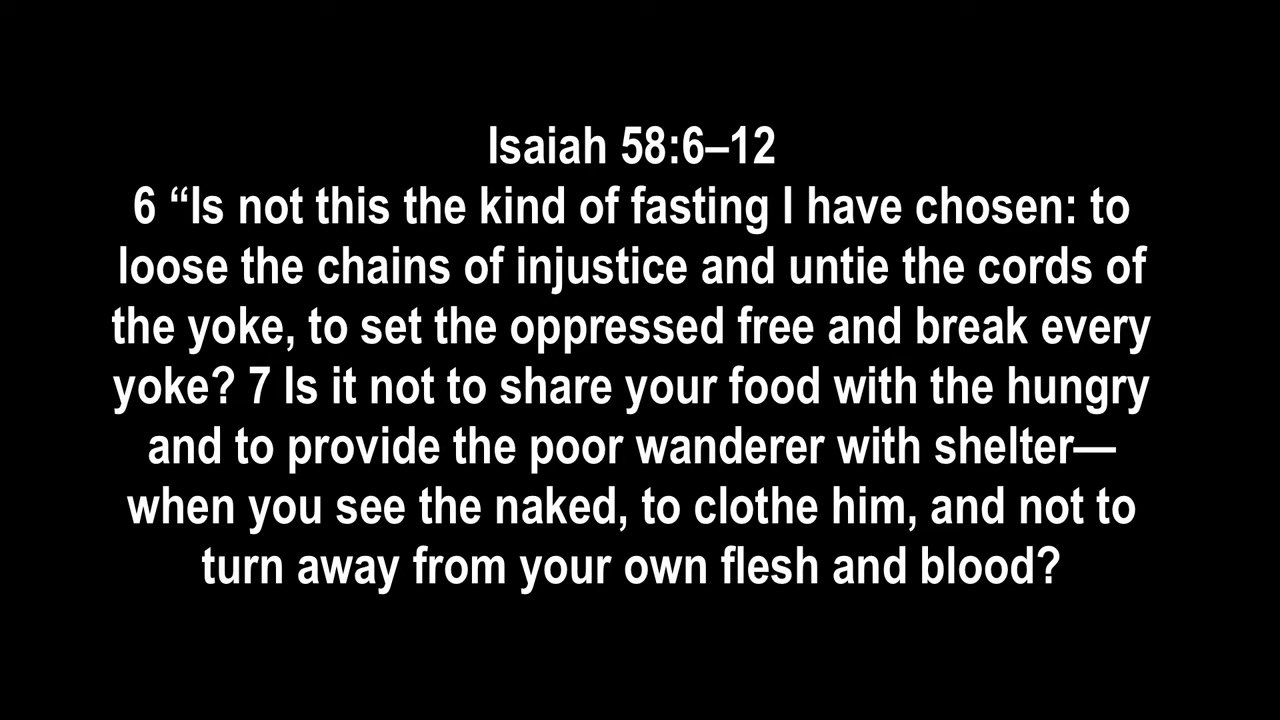 Isaiah 58:6–12
6 “Is not this the kind of fasting I have chosen: to
loose the chains of injustice and untie the cords of
the yoke, to set the oppressed free and break every
yoke? 7 Is it not to share your food with the hungry
and to provide the poor wanderer with shelter—
when you see the naked, to clothe him, and not to
turn away from your own flesh and blood?